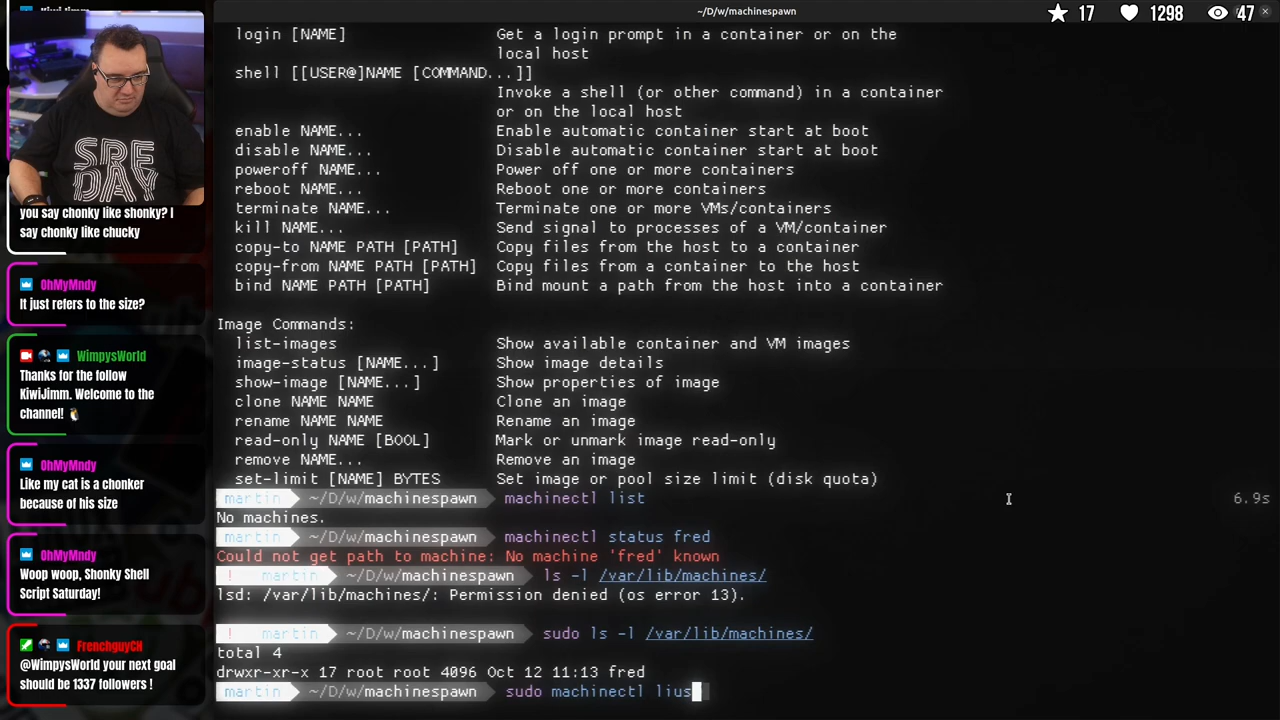 ~/D/w/machinespawn
17
1298
47
SRE
DAY
you say chonky like shonky? I
say chonky like chucky
OhMyMndy
It just refers to the size?
WimpysWorld
Thanks for the follow
KiwiJimm. Welcome to the
channel!
OhMyMndy
Like my cat is a chonker
because of his size
OhMyMndy
Woop woop, Shonky Shell
Script Saturday!
FrenchguyCH
@WimpysWorld your next goal
should be 1337 followers !
login [NAME] Get a login prompt in a container or on the
local host
shell [[USER@]NAME [COMMAND...]]
Invoke a shell (or other command) in a container
or on the local host
enable NAME... Enable automatic container start at boot
disable NAME... Disable automatic container start at boot
poweroff NAME... Power off one or more containers
reboot NAME... Reboot one or more containers
terminate NAME... Terminate one or more VMs/containers
kill NAME... Send signal to processes of a VM/container
copy-to NAME PATH [PATH] Copy files from the host to a container
copy-from NAME PATH [PATH] Copy files from a container to the host
bind NAME PATH [PATH] Bind mount a path from the host into a container
Image Commands:
list-images Show available container and VM images
image-status [NAME...] Show image details
show-image [NAME...] Show properties of image
clone NAME NAME Clone an image
rename NAME NAME Rename an image
read-only NAME [BOOL] Mark or unmark image read-only
remove NAME... Remove an image
set-limit [NAME] BYTES Set image or pool size limit (disk quota)
martin ~/D/w/machinespawn machinectl list 6.9s
No machines.
martin ~/D/w/machinespawn machinectl status fred
Could not get path to machine: No machine 'fred' known
! martin ~/D/w/machinespawn ls -l /var/lib/machines/
lsd: /var/lib/machines/: Permission denied (os error 13).
! martin ~/D/w/machinespawn sudo ls -l /var/lib/machines/
total 4
drwxr-xr-x 17 root root 4096 Oct 12 11:13 fred
martin ~/D/w/machinespawn sudo machinectl lius